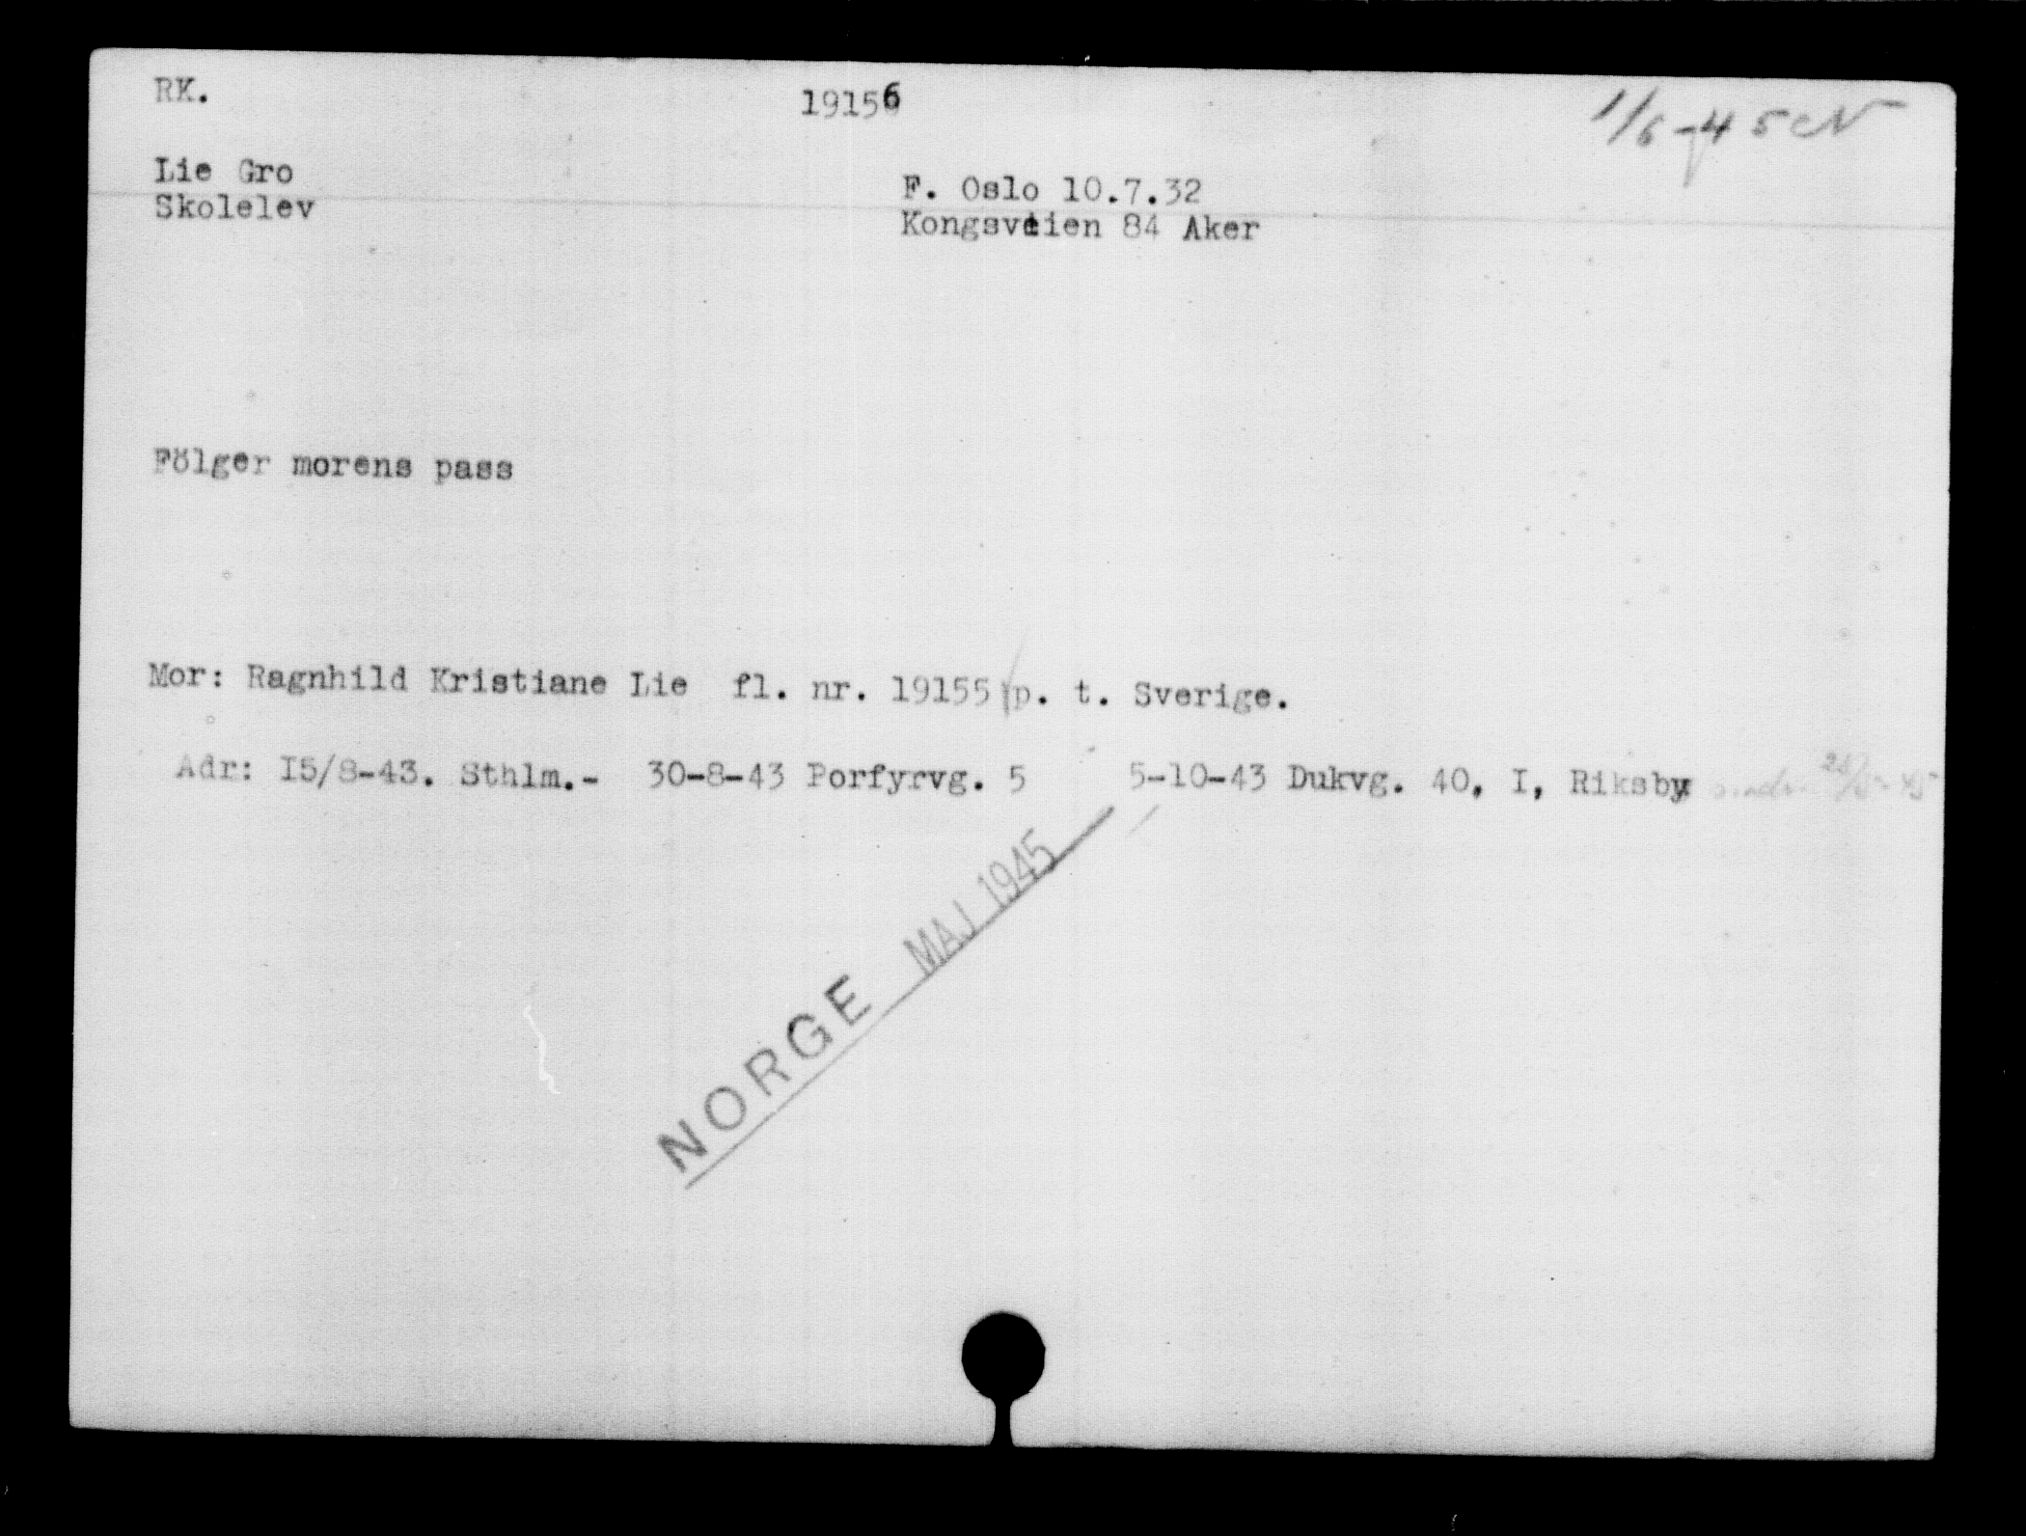 RK.
19156
1/6-45 N
Lie Gro
F. Oslo 10.7.32
Skolelev
Kongsveien 84 Aker
Fölger morens pass
Mor: Ragnhild Kristiane Lie fl. nr. 19155 p. t. Sverige.
Adr: I5/8-43. Sthlm.- 30-8-43 Porfyrvg. 5 5-10-43 Dukvg. 40, I, Riksby
NORGE MAJ 1945